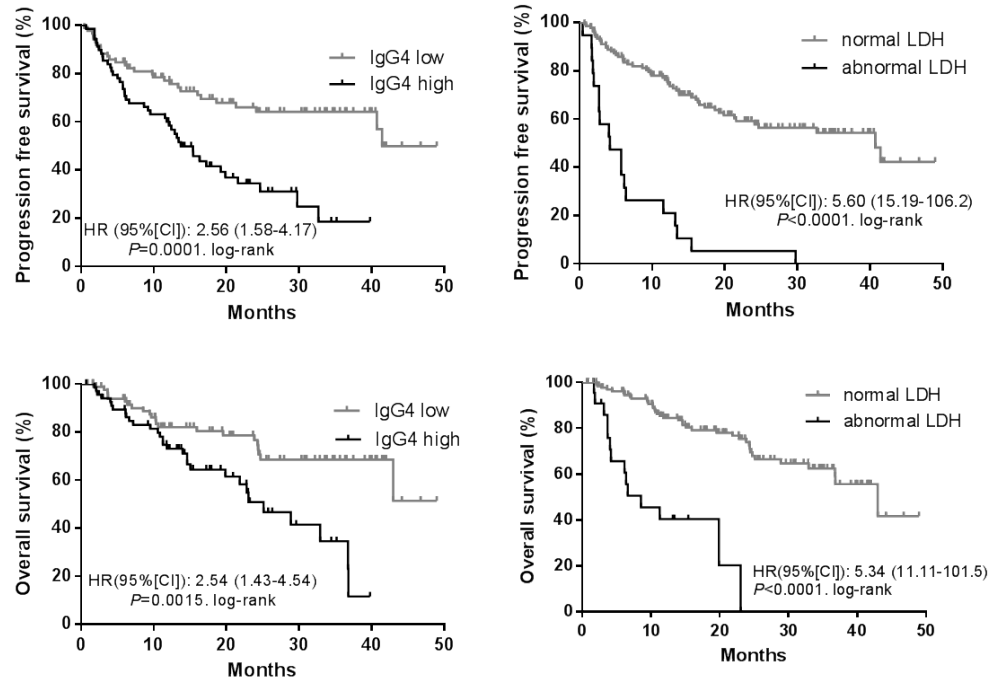 Progression free survival (%)
100
80
60
40
20
0
IgG4 low
IgG4 high
HR (95%[CI]): 2.56 (1.58-4.17)
P=0.0001. log-rank
0 10 20 30 40 50
Months
Progression free survival (%)
100
80
60
40
20
0
normal LDH
abnormal LDH
HR(95%[CI]): 5.60 (15.19-106.2)
P<0.0001. log-rank
0 10 20 30 40 50
Months
Overall survival (%)
100
80
60
40
20
0
IgG4 low
IgG4 high
HR(95%[CI]): 2.54 (1.43-4.54)
P=0.0015. log-rank
0 10 20 30 40 50
Months
Overall survival (%)
100
80
60
40
20
0
normal LDH
abnormal LDH
HR(95%[CI]): 5.34 (11.11-101.5)
P<0.0001. log-rank
0 10 20 30 40 50
Months